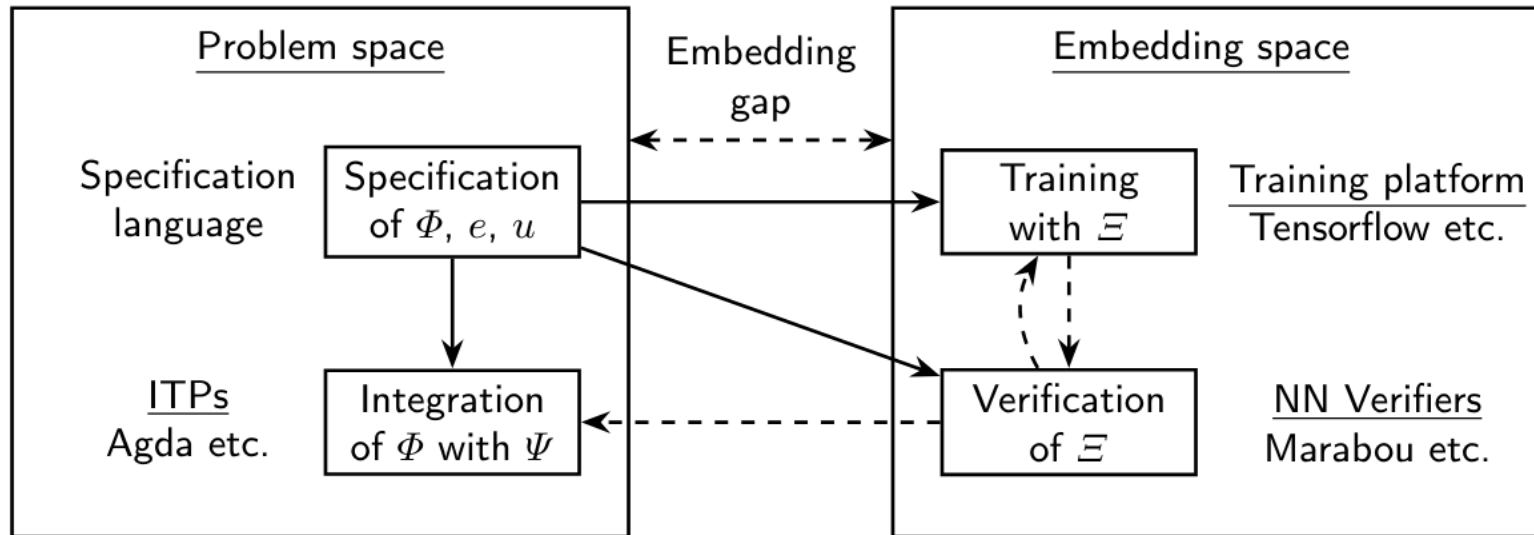 Problem space
Embedding
gap
Embedding space
Specification
language
Specification
of Φ, e, u
Training
with Ξ
Training platform
Tensorflow etc.
ITPs
Agda etc.
Integration
of Φ with Ψ
Verification
of Ξ
NN Verifiers
Marabou etc.